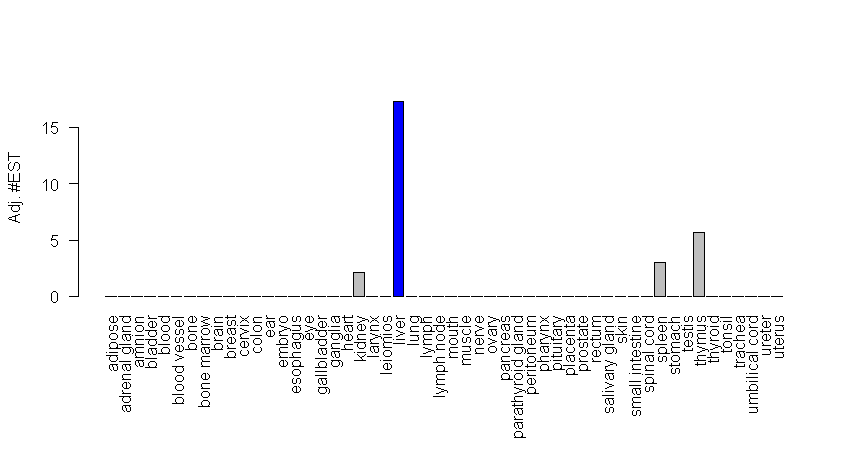 Adj. #EST
15
10
5
0
adipose
adrenal gland
amnion
bladder
blood
blood vessel
bone
bone marrow
brain
breast
cervix
colon
ear
embryo
esophagus
eye
gallbladder
ganglia
heart
kidney
larynx
leiomios
liver
lung
lymph
lymph node
mouth
muscle
nerve
ovary
pancreas
parathyroid gland
peritoneum
pharynx
pituitary
placenta
prostate
rectum
salivary gland
skin
small intestine
spinal cord
spleen
stomach
testis
thymus
thyroid
tonsil
trachea
umbilical cord
ureter
uterus